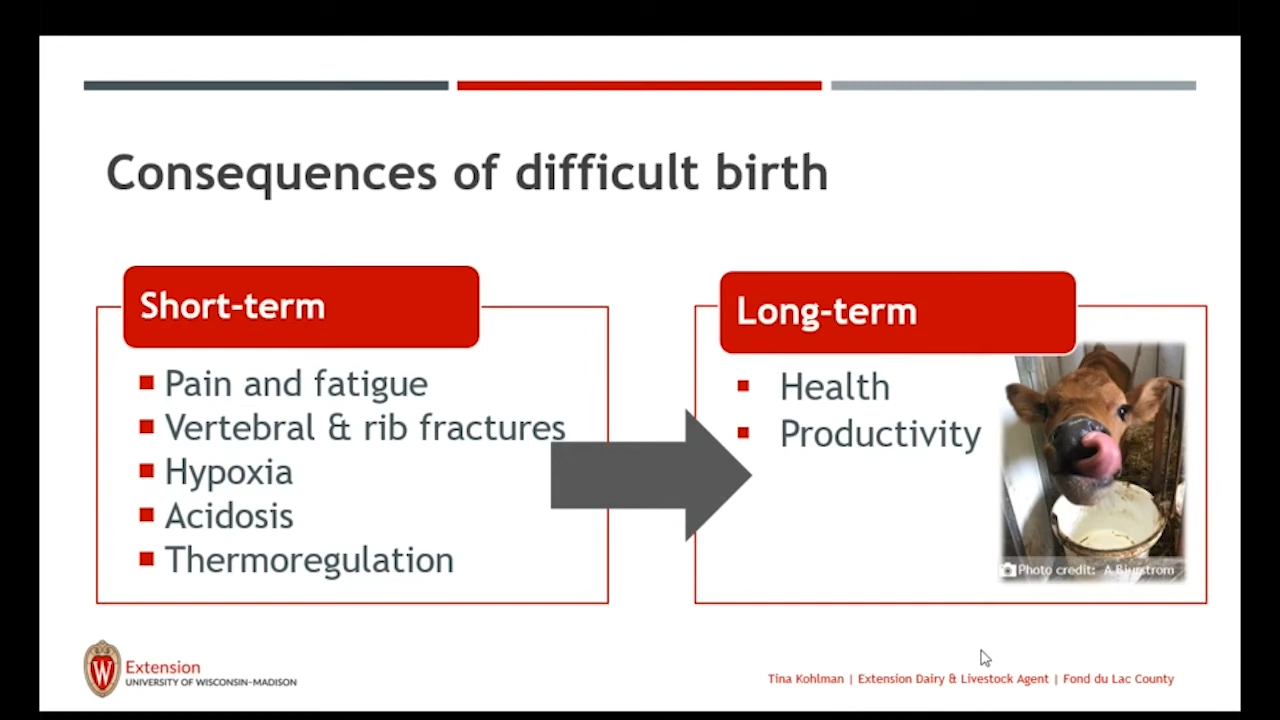 Consequences of difficult birth
Short-term
Pain and fatigue
Vertebral & rib fractures
Hypoxia
Acidosis
Thermoregulation
Long-term
Health
Productivity
Photo credit: A Bjurstrom
W
Extension
UNIVERSITY OF WISCONSIN-MADISON
Tina Kohlman | Extension Dairy & Livestock Agent | Fond du Lac County